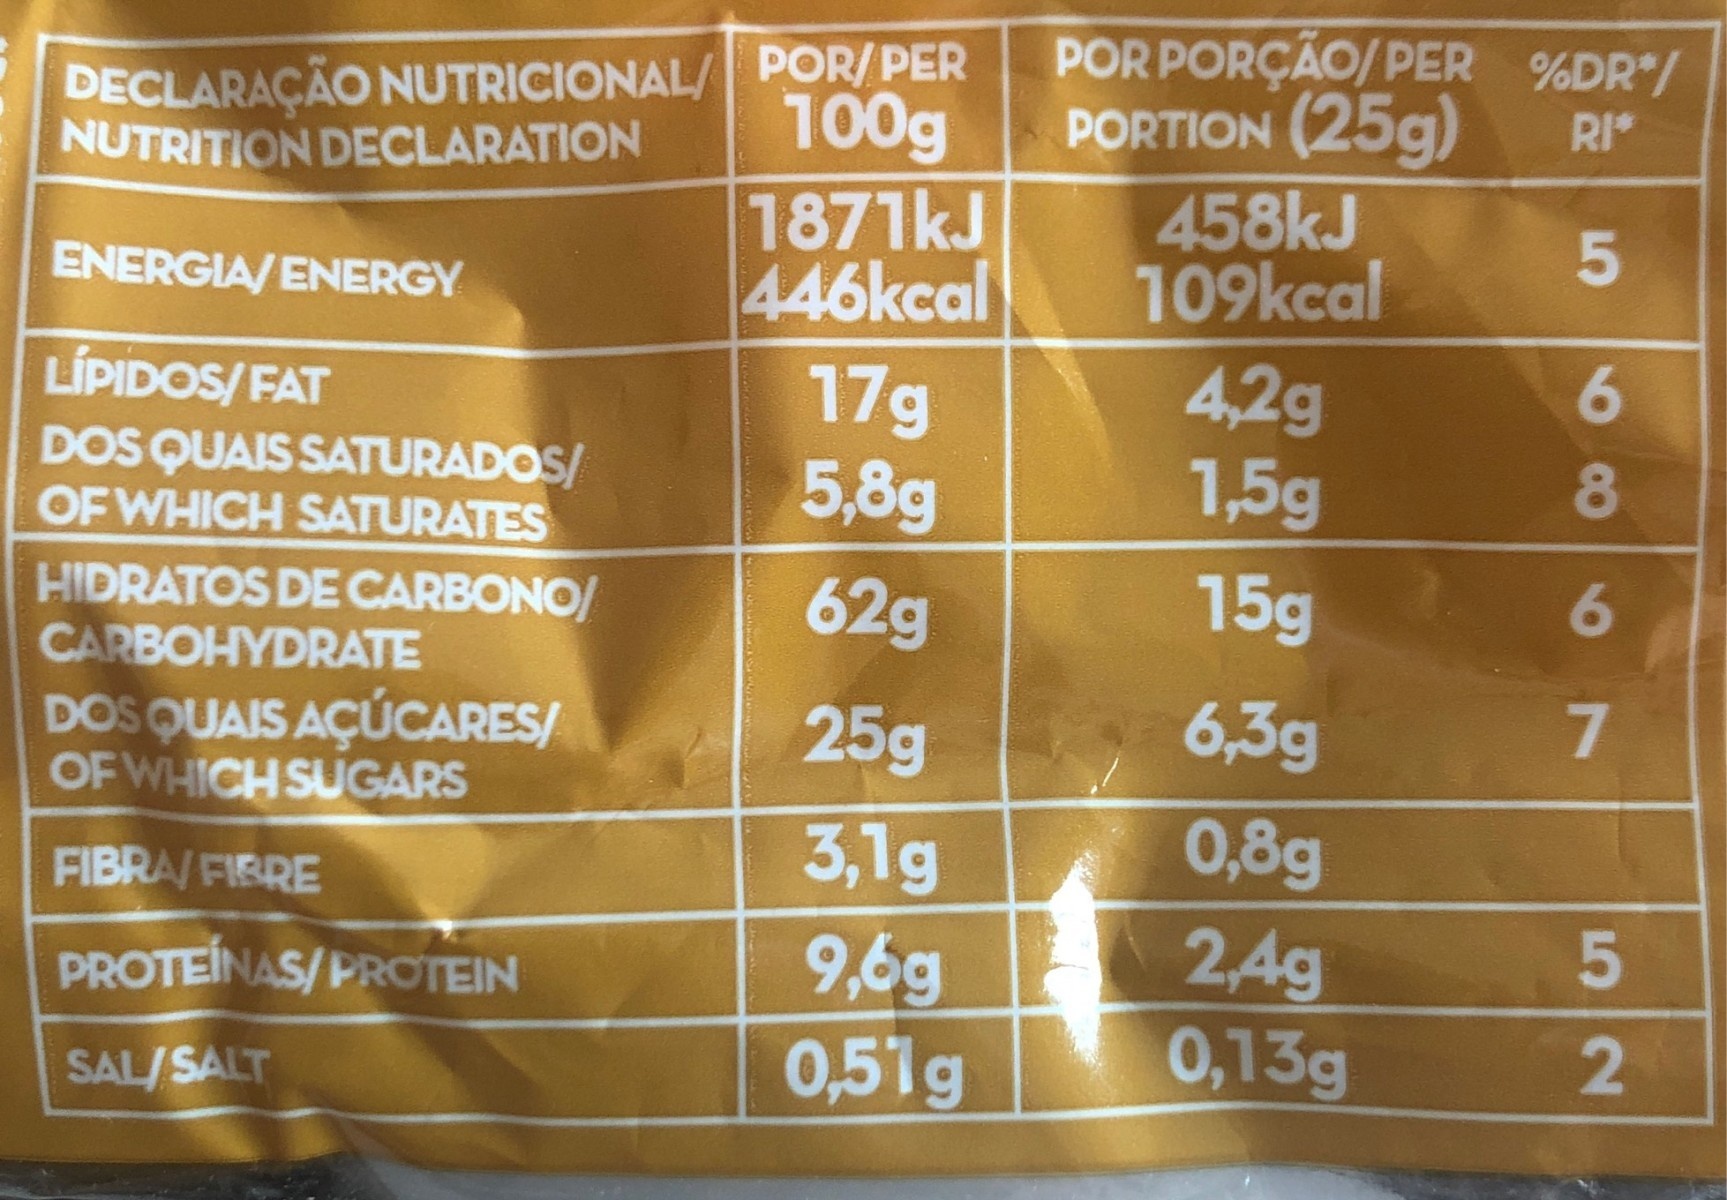 DECLARAÇÃO NUTRICIONAL/ POR/PER POR PORÇÃO/PER %DR*/
NUTRITION DECLARATION 100g PORTION (25g) RI*
ENERGIA/ENERGY 1871kJ 458kJ 5
446kcal 109kcal
LÍPIDOS/FAT 17g 4,2g 6
DOS QUAIS SATURADOS/ 5,8g 1,5g 8
OF WHICH SATURATES
HIDRATOS DE CARBONO/ 62g 15g 6
CARBOHYDRATE
DOS QUAIS AÇÚCARES/ 25g 6,3g 7
OF WHICH SUGARS
FIBRA/FIBRE 3,1g 0,8g
PROTEÍNAS/PROTEIN 9,6g 2,4g 5
SAL/SALT 0,51g 0,13g 2